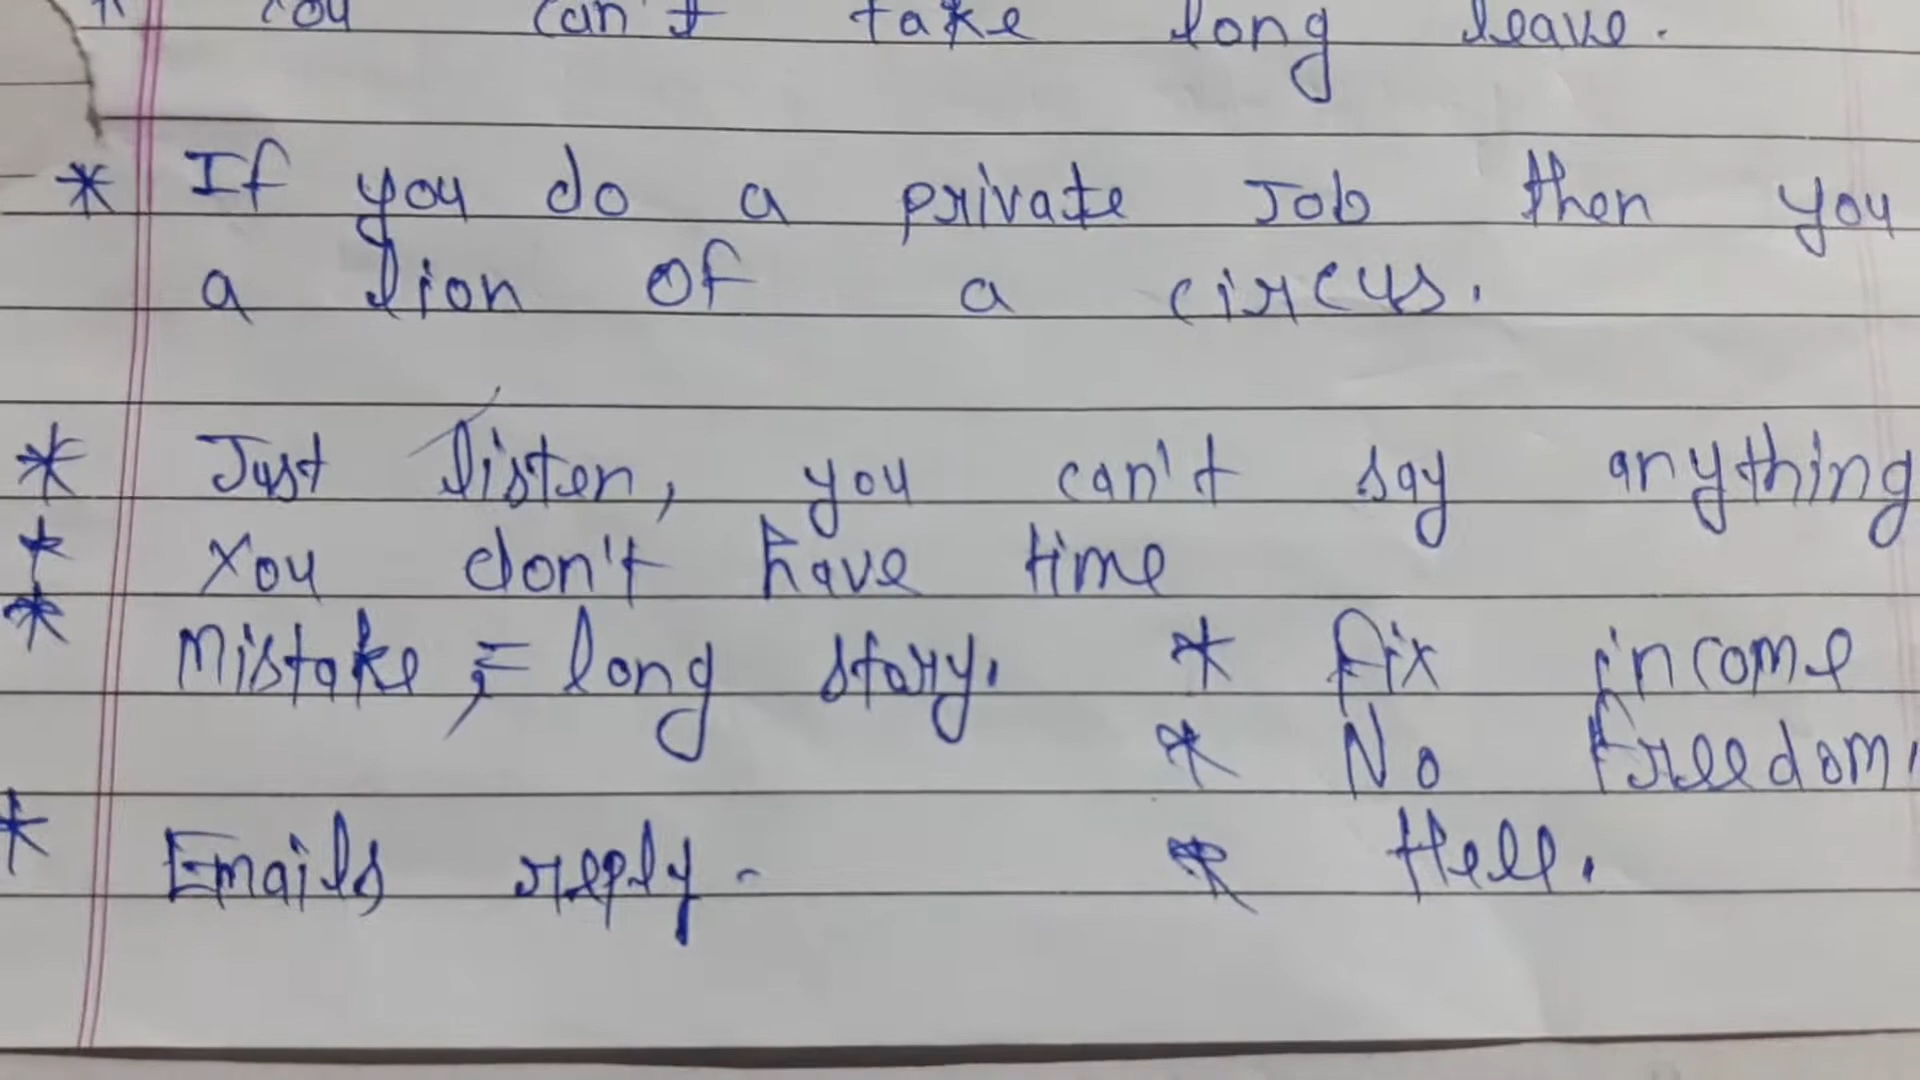 * You can't take long leave.
* If you do a private Job then you
a lion of a circus.
* Just listen, you can't say anything
* You don't have time
* Mistake, = long story.
* Fix income
* No freedom.
* Emails reply -
* Hell.